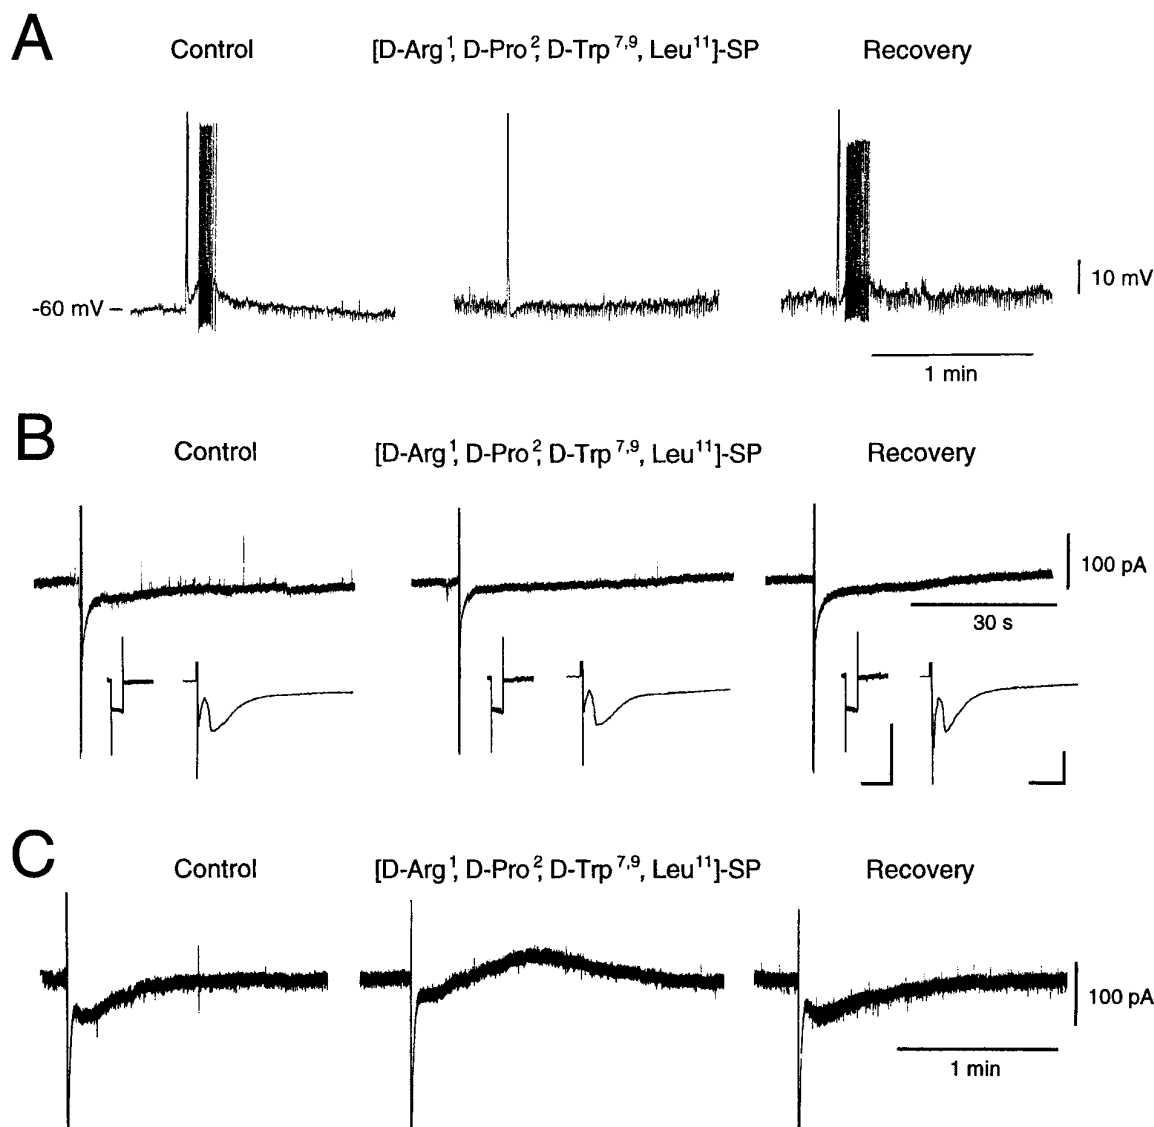 A
Control [D-Arg¹, D-Pro², D-Trp⁷,⁹, Leu¹¹]-SP Recovery
-60 mV
10 mV
1 min
B
Control [D-Arg¹, D-Pro², D-Trp⁷,⁹, Leu¹¹]-SP Recovery
100 pA
30 s
C
Control [D-Arg¹, D-Pro², D-Trp⁷,⁹, Leu¹¹]-SP Recovery
100 pA
1 min